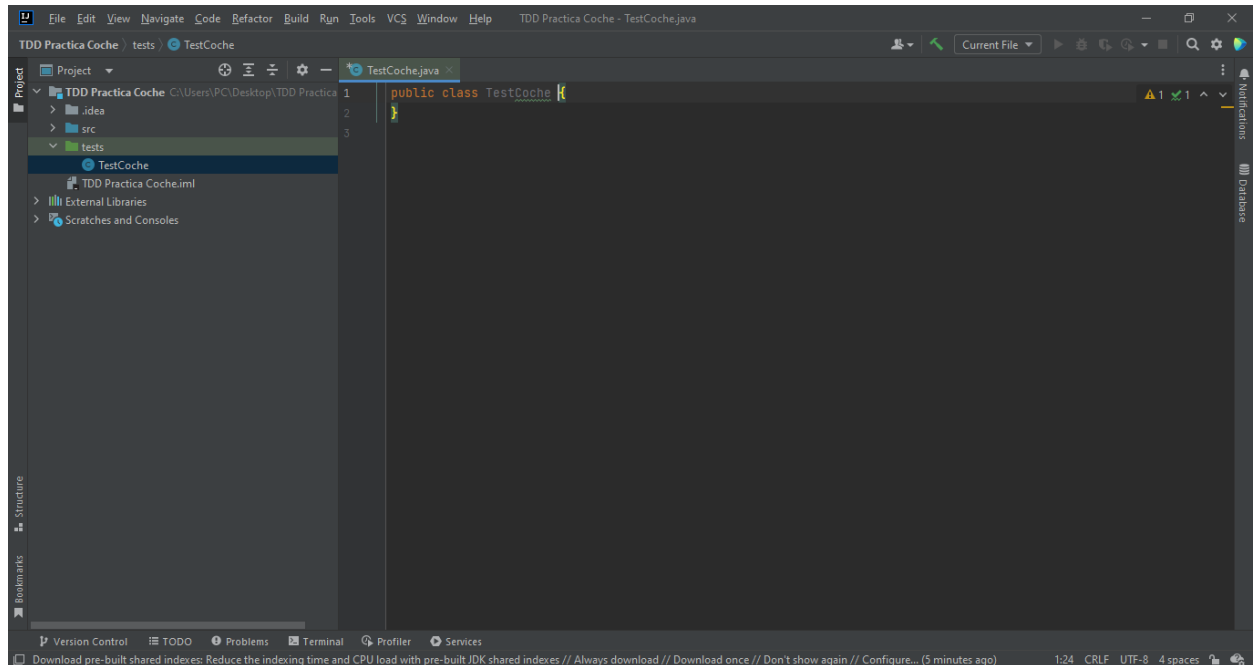 File Edit View Navigate Code Refactor Build Run Tools VCS Window Help TDD Practica Coche - TestCoche.java
TDD Practica Coche tests TestCoche Current File
Project
Project
TestCoche.java
TDD Practica Coche C:\Users\PC\Desktop\TDD Practica
.idea
src
tests
TestCoche
TDD Practica Coche.iml
External Libraries
Scratches and Consoles
1 public class TestCoche {
2 }
3
1 1
Notifications
Database
Structure
Bookmarks
Version Control TODO Problems Terminal Profiler Services
Download pre-built shared indexes: Reduce the indexing time and CPU load with pre-built JDK shared indexes // Always download // Download once // Don't show again // Configure... (5 minutes ago) 1:24 CRLF UTF-8 4 spaces